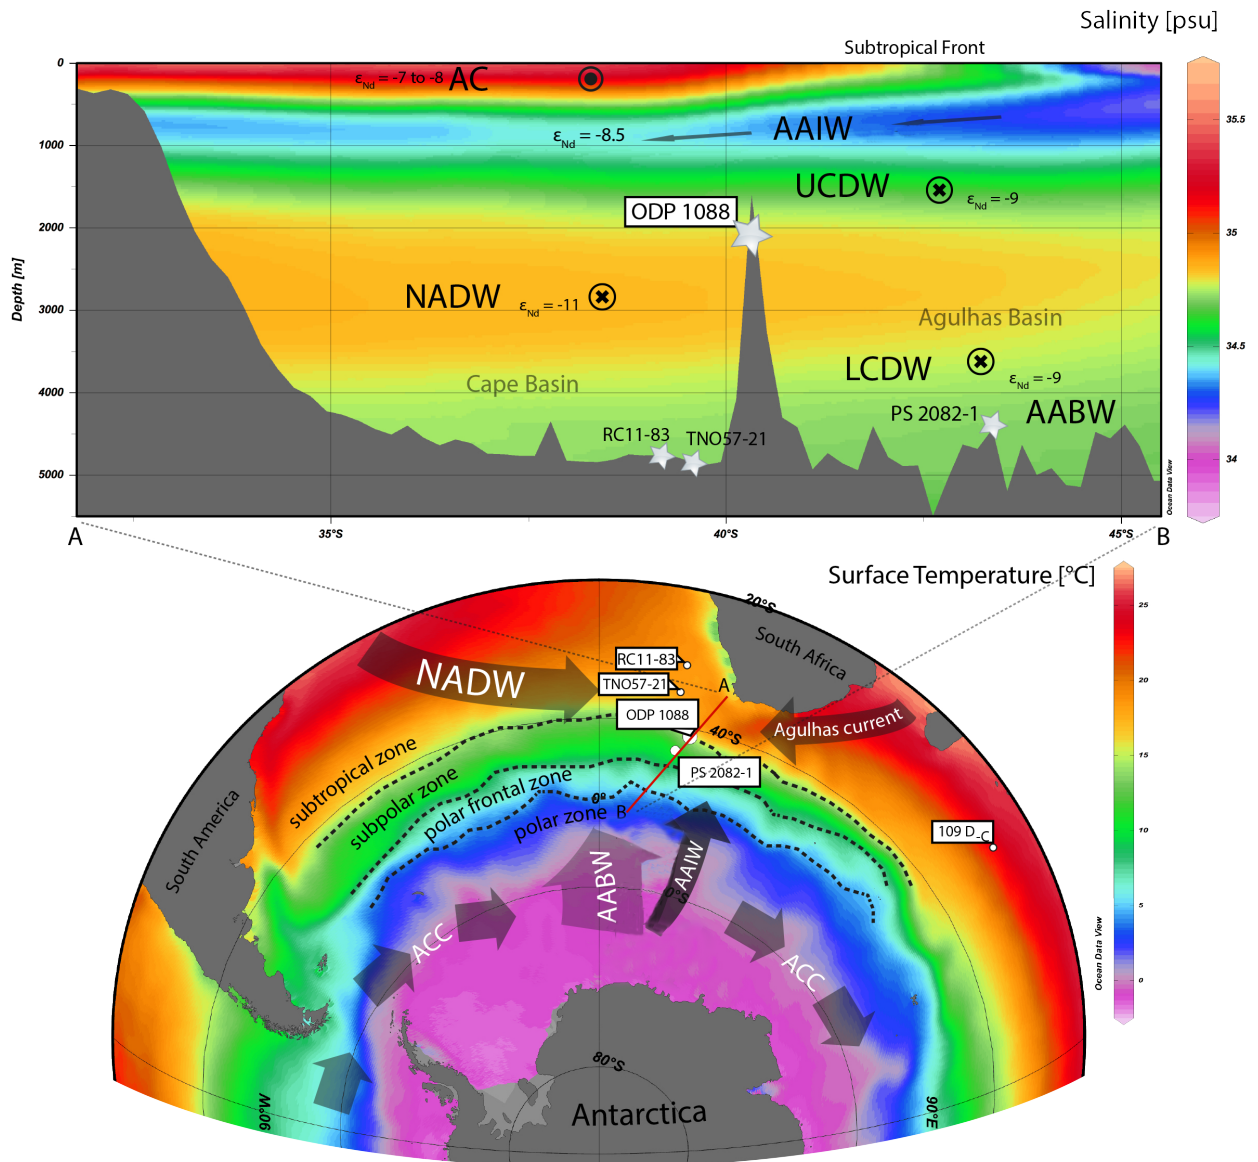 Salinity [psu]
Subtropical Front
0
1000
2000
3000
4000
5000
Depth [m]
εNd = -7 to -8 AC
εNd = -8.5
AAIW
UCDW
εNd = -9
ODP 1088
NADW εNd = -11
Agulhas Basin
LCDW
εNd = -9
Cape Basin
PS 2082-1 AABW
RC11-83 TNO57-21
35.5
35
34.5
34
Ocean Data View
A
35°S
40°S
45°S
B
Surface Temperature [°C]
20°S
South Africa
RC11-83
TNO57-21
NADW
A
ODP 1088
40°S
Agulhas current
PS 2082-1
subtropical zone
subpolar zone
polar frontal zone
polar zone
0°
B
109 D-C
South America
AABW
AAIW
0°S
ACC
ACC
80°S
Antarctica
90°W
90°E
25
20
15
10
5
0
Ocean Data View